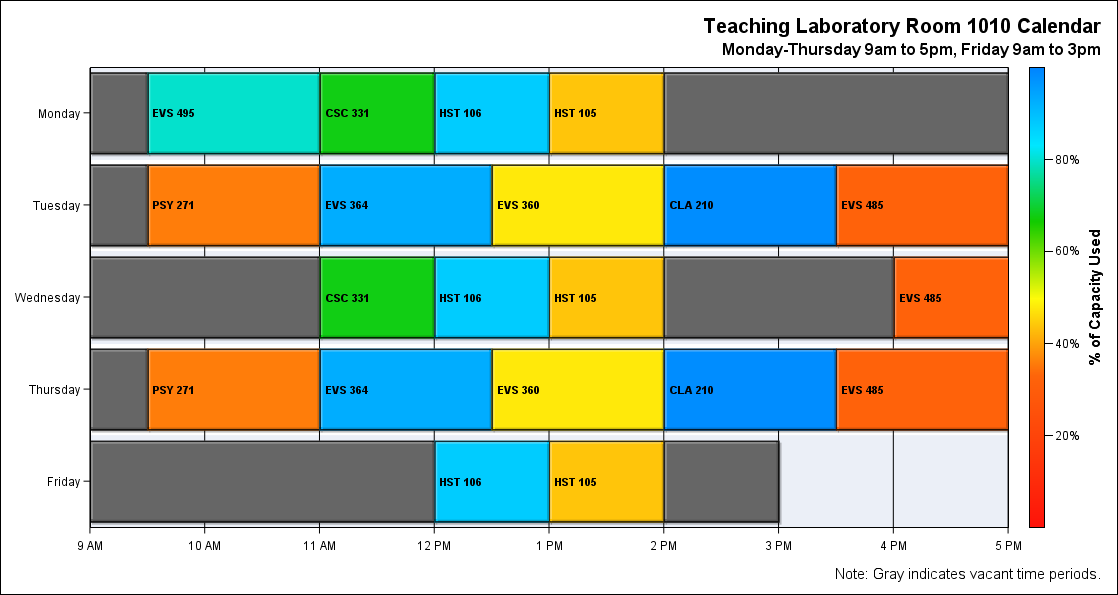 Teaching Laboratory Room 1010 Calendar
Monday-Thursday 9am to 5pm, Friday 9am to 3pm
Monday
EVS 495
CSC 331
HST 106
HST 105
Tuesday
PSY 271
EVS 364
EVS 360
CLA 210
EVS 485
Wednesday
CSC 331
HST 106
HST 105
EVS 485
Thursday
PSY 271
EVS 364
EVS 360
CLA 210
EVS 485
Friday
HST 106
HST 105
9 AM
10 AM
11 AM
12 PM
1 PM
2 PM
3 PM
4 PM
5 PM
80%
60%
40%
20%
% of Capacity Used
Note: Gray indicates vacant time periods.